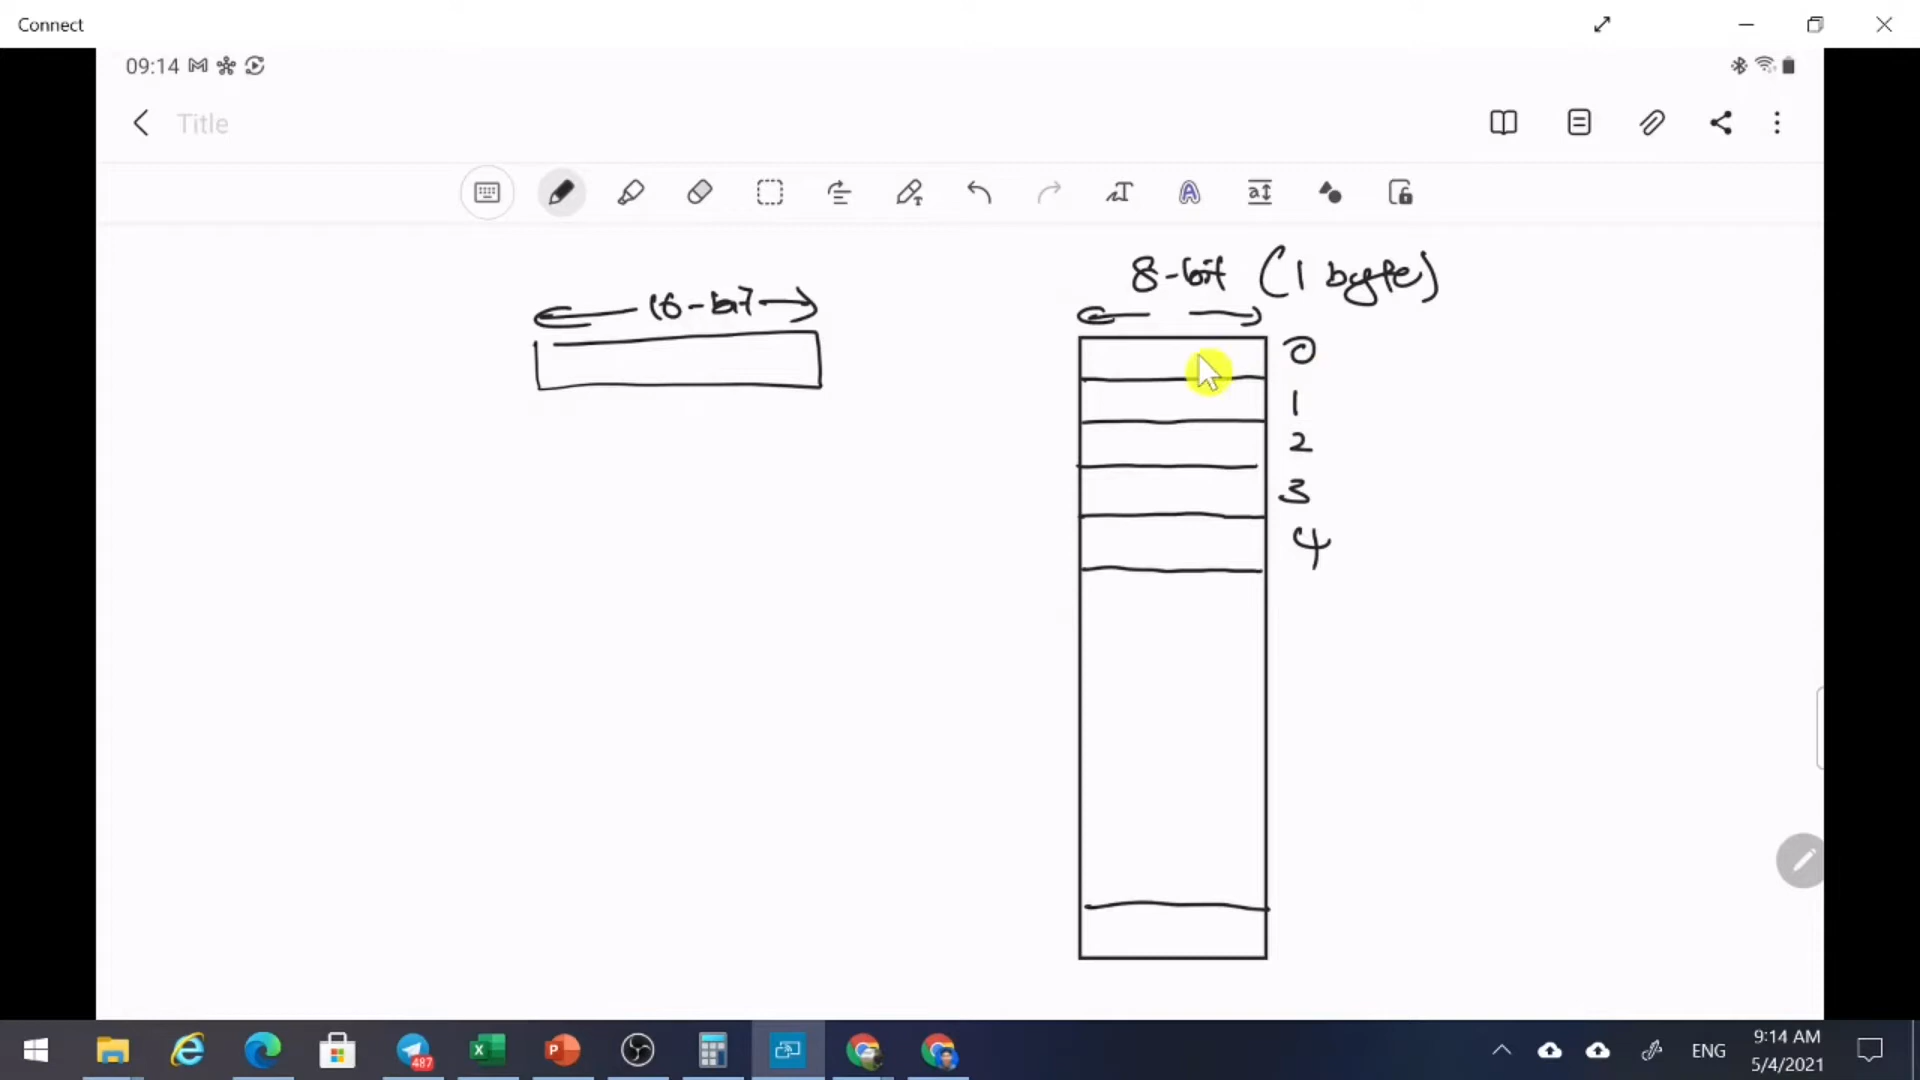 Connect
09:14
Title
8-bit (1 byte)
16-bit
0
1
2
3
4
487
ENG
9:14 AM
5/4/2021